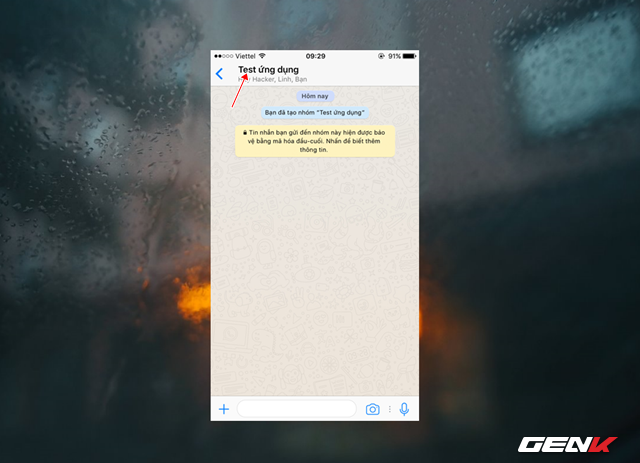 Viettel 09:29 91%
Test ứng dụng
Hacker, Linh, Bạn
Hôm nay
Bạn đã tạo nhóm "Test ứng dụng"
Tin nhắn bạn gửi đến nhóm này hiện được bảo
vệ bằng mã hóa đầu-cuối. Nhấn để biết thêm
thông tin.
GENK